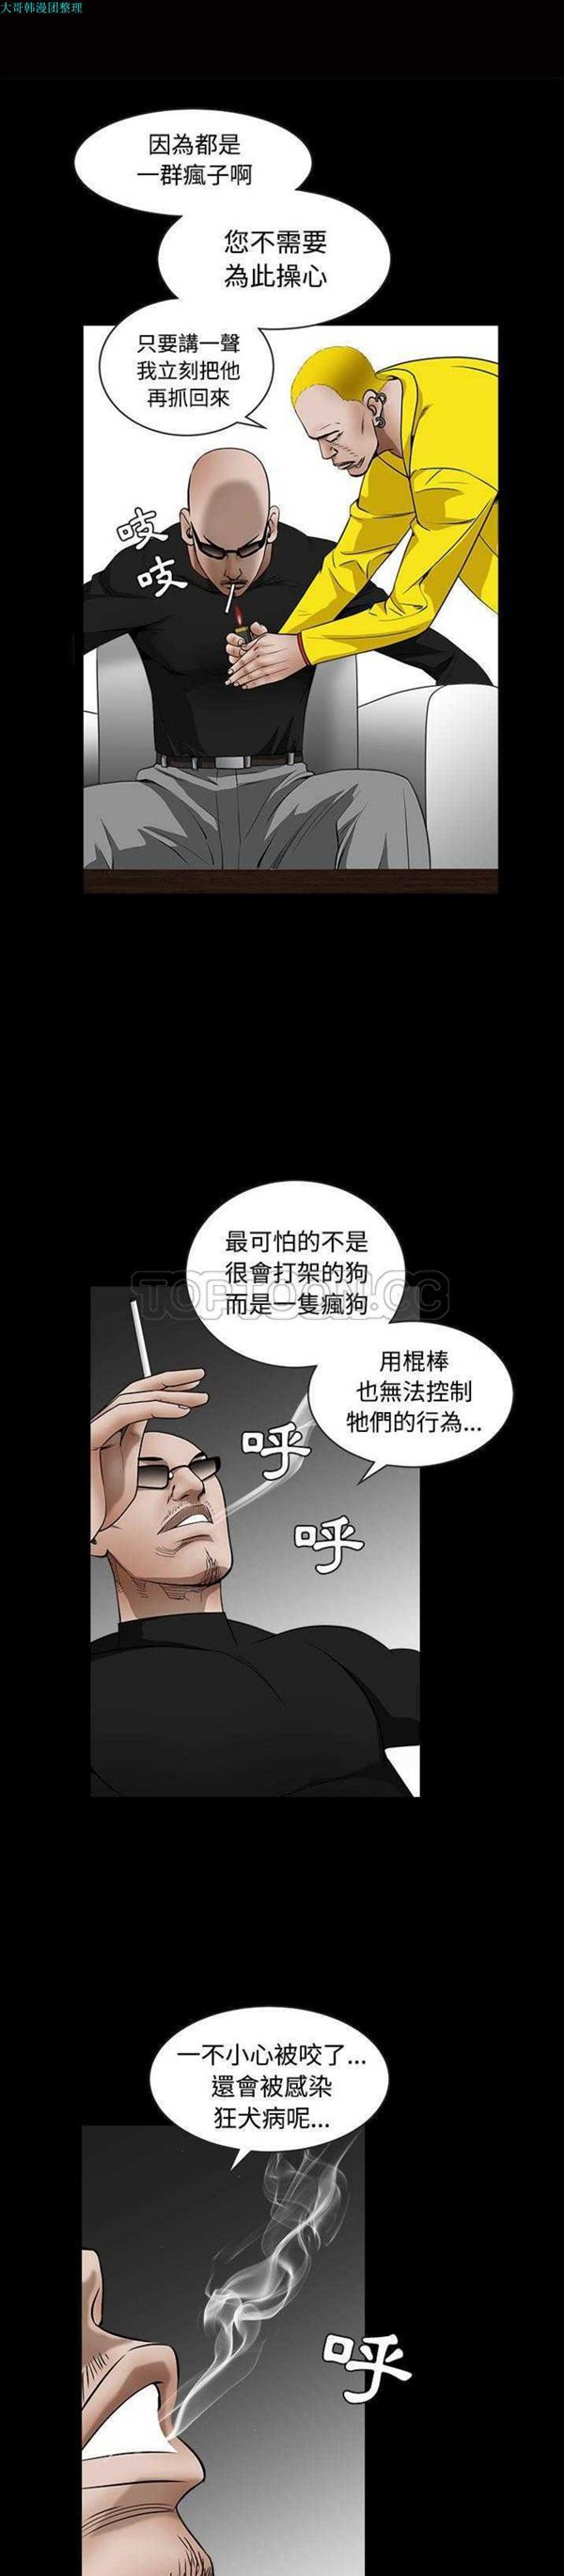 大哥韩漫团整理
因為都是
一群瘋子啊
您不需要
為此操心
只要講一聲
我立刻把他
再抓回來
吱
吱
最可怕的不是
很會打架的狗
而是一隻瘋狗
TOPTOON.CC
用棍棒
也無法控制
牠們的行為...
呼
呼
一不小心被咬了...
還會被感染
狂犬病呢...
呼